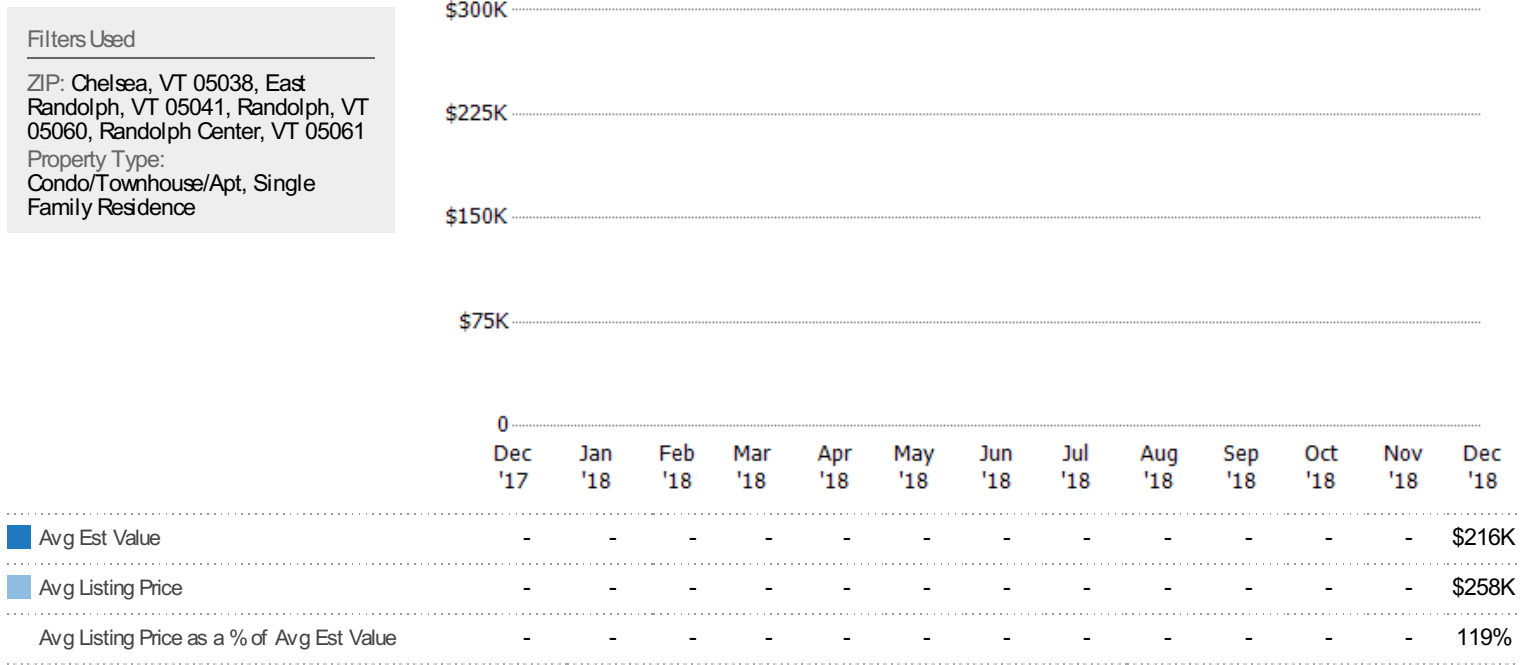 Filters Used
ZIP: Chelsea, VT 05038, East
Randolph, VT 05041, Randolph, VT
05060, Randolph Center, VT 05061
Property Type:
Condo/Townhouse/Apt, Single
Family Residence
$300K
$225K
$150K
$75K
0
Dec Jan Feb Mar Apr May Jun Jul Aug Sep Oct Nov Dec
'17 '18 '18 '18 '18 '18 '18 '18 '18 '18 '18 '18 '18
Avg Est Value - - - - - - - - - - - - $216K
Avg Listing Price - - - - - - - - - - - - $258K
Avg Listing Price as a % of Avg Est Value - - - - - - - - - - - - 119%